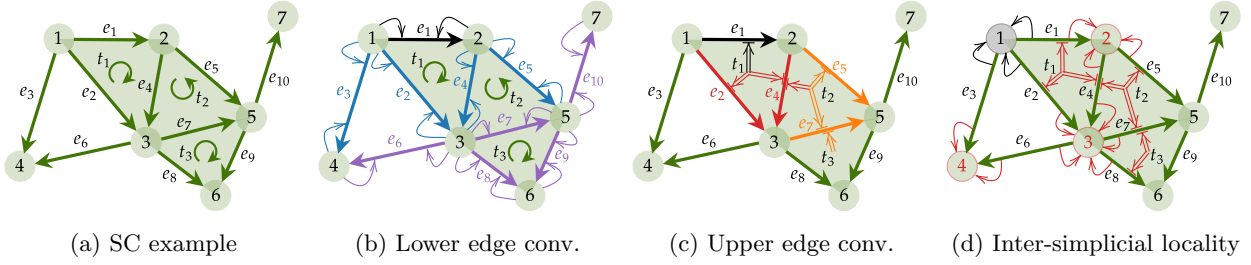 1 2 3 4 5 6 7 e1 e2 e3 e4 e5 e6 e7 e8 e9 e10 t1 t2 t3
(a) SC example
1 2 3 4 5 6 7 e1 e2 e3 e4 e5 e6 e7 e8 e9 e10 t1 t2 t3
(b) Lower edge conv.
1 2 3 4 5 6 7 e1 e2 e3 e4 e5 e6 e7 e8 e9 e10 t1 t2 t3
(c) Upper edge conv.
1 2 3 4 5 6 7 e1 e2 e3 e4 e5 e6 e7 e8 e9 e10 t1 t2 t3
(d) Inter-simplicial locality